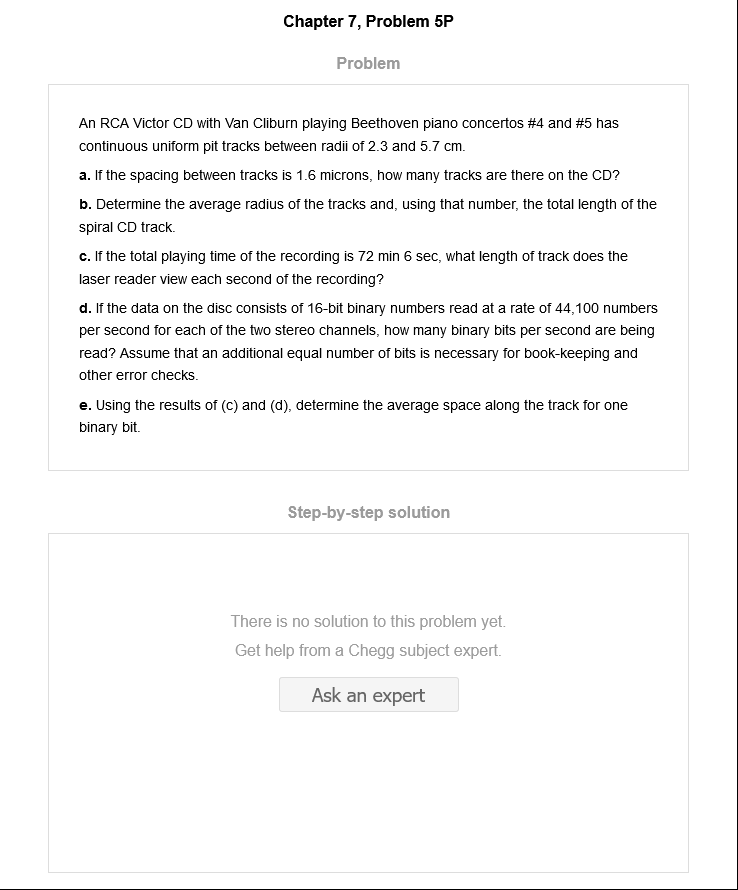 Chapter 7, Problem 5P
Problem
An RCA Victor CD with Van Cliburn playing Beethoven piano concertos #4 and #5 has
continuous uniform pit tracks between radii of 2.3 and 5.7 cm.
a. If the spacing between tracks is 1.6 microns, how many tracks are there on the CD?
b. Determine the average radius of the tracks and, using that number, the total length of the
spiral CD track.
c. If the total playing time of the recording is 72 min 6 sec, what length of track does the
laser reader view each second of the recording?
d. If the data on the disc consists of 16-bit binary numbers read at a rate of 44,100 numbers
per second for each of the two stereo channels, how many binary bits per second are being
read? Assume that an additional equal number of bits is necessary for book-keeping and
other error checks.
e. Using the results of (c) and (d), determine the average space along the track for one
binary bit.
Step-by-step solution
There is no solution to this problem yet.
Get help from a Chegg subject expert.
Ask an expert